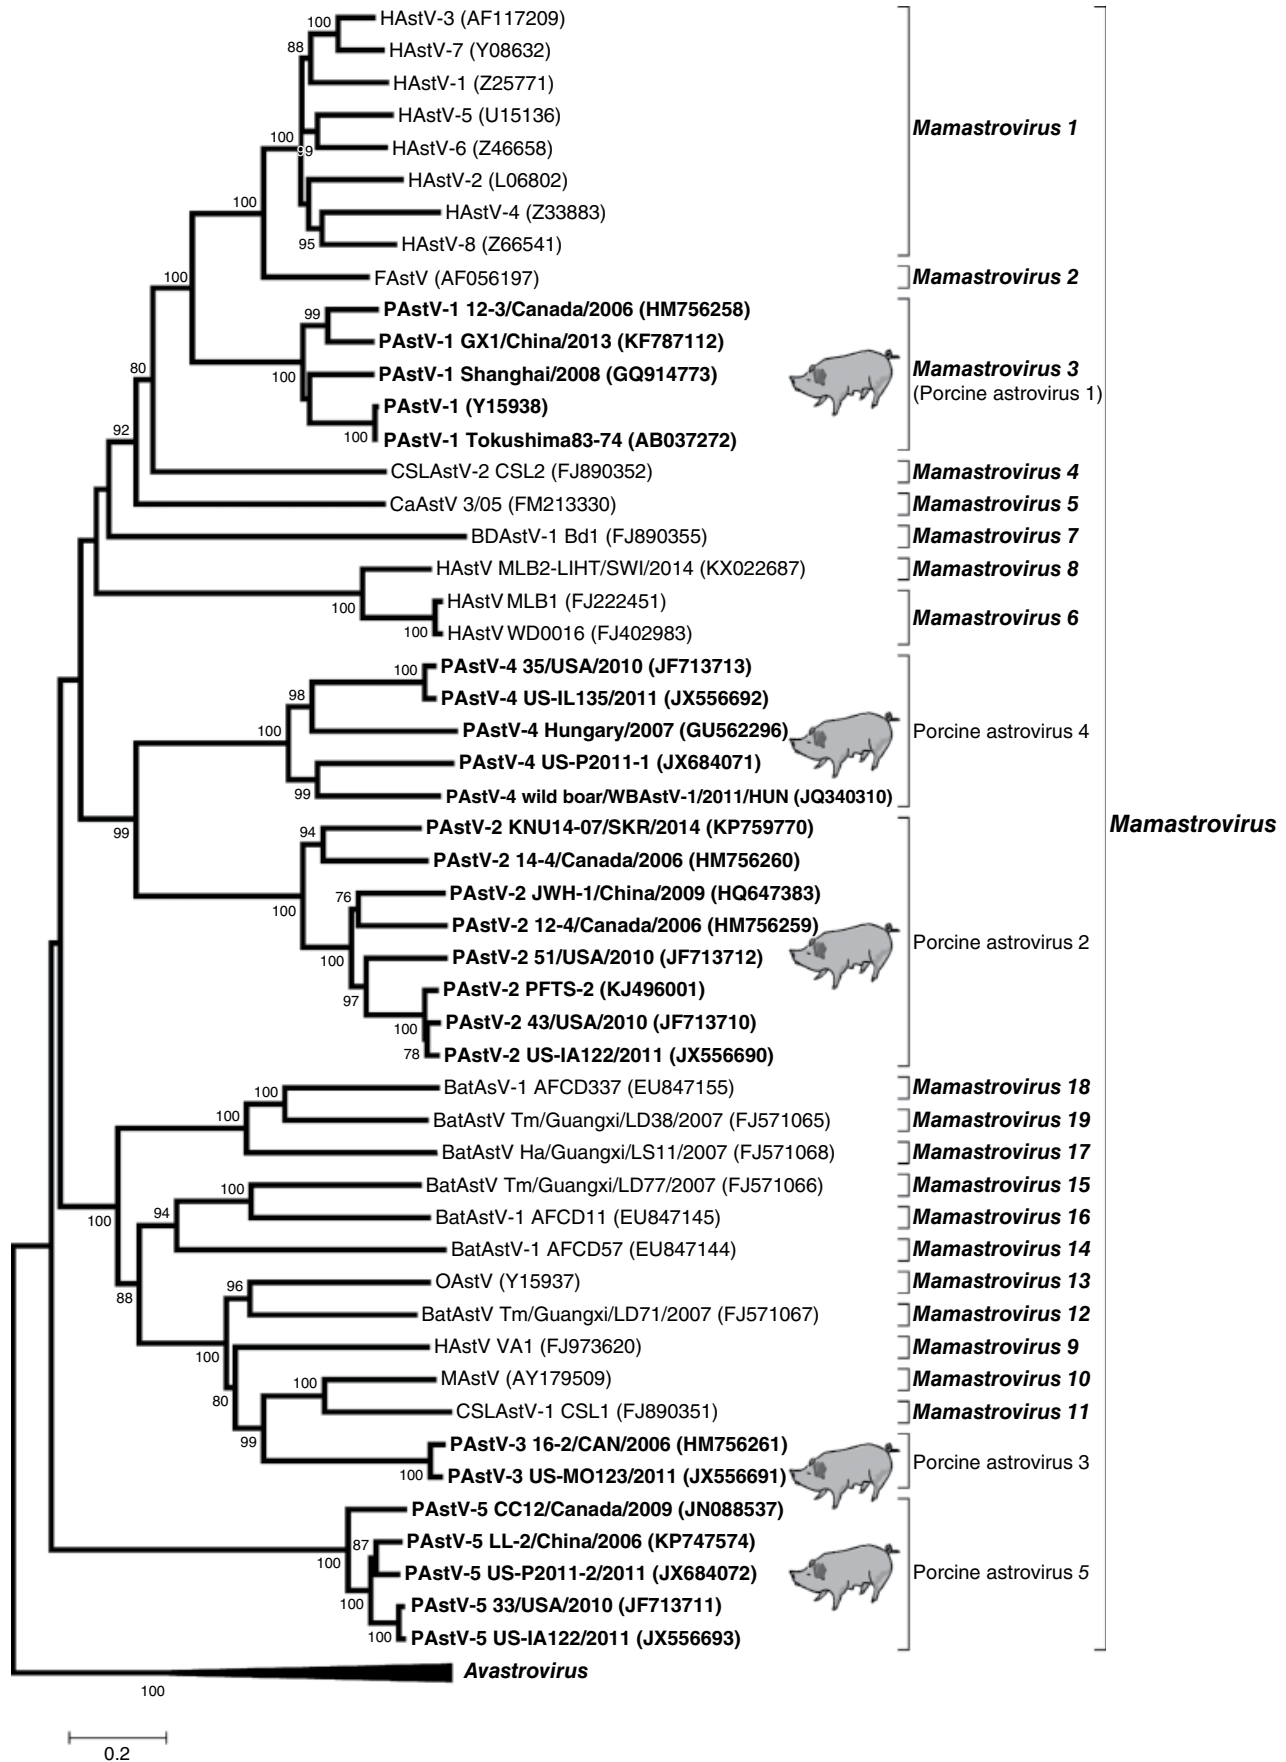 100
HAstV-3 (AF117209)
88
HAstV-7 (Y08632)
HAstV-1 (Z25771)
HAstV-5 (U15136)
100
99
HAstV-6 (Z46658)
Mamastrovirus 1
HAstV-2 (L06802)
100
HAstV-4 (Z33883)
95
HAstV-8 (Z66541)
100
FAstV (AF056197)
Mamastrovirus 2
99
PAstV-1 12-3/Canada/2006 (HM756258)
PAstV-1 GX1/China/2013 (KF787112)
80
100
PAstV-1 Shanghai/2008 (GQ914773)
Mamastrovirus 3
(Porcine astrovirus 1)
PAstV-1 (Y15938)
92
100
PAstV-1 Tokushima83-74 (AB037272)
CSLAstV-2 CSL2 (FJ890352)
Mamastrovirus 4
CaAstV 3/05 (FM213330)
Mamastrovirus 5
BDAstV-1 Bd1 (FJ890355)
Mamastrovirus 7
HAstV MLB2-LIHT/SWI/2014 (KX022687)
Mamastrovirus 8
100
HAstV MLB1 (FJ222451)
Mamastrovirus 6
100
HAstV WD0016 (FJ402983)
100
PAstV-4 35/USA/2010 (JF713713)
98
PAstV-4 US-IL135/2011 (JX556692)
100
PAstV-4 Hungary/2007 (GU562296)
Porcine astrovirus 4
PAstV-4 US-P2011-1 (JX684071)
99
PAstV-4 wild boar/WBAstV-1/2011/HUN (JQ340310)
99
94
PAstV-2 KNU14-07/SKR/2014 (KP759770)
Mamastrovirus
PAstV-2 14-4/Canada/2006 (HM756260)
100
76
PAstV-2 JWH-1/China/2009 (HQ647383)
PAstV-2 12-4/Canada/2006 (HM756259)
Porcine astrovirus 2
100
PAstV-2 51/USA/2010 (JF713712)
97
PAstV-2 PFTS-2 (KJ496001)
100
PAstV-2 43/USA/2010 (JF713710)
78
PAstV-2 US-IA122/2011 (JX556690)
100
BatAsV-1 AFCD337 (EU847155)
Mamastrovirus 18
100
BatAstV Tm/Guangxi/LD38/2007 (FJ571065)
Mamastrovirus 19
BatAstV Ha/Guangxi/LS11/2007 (FJ571068)
Mamastrovirus 17
100
BatAstV Tm/Guangxi/LD77/2007 (FJ571066)
Mamastrovirus 15
100
94
BatAstV-1 AFCD11 (EU847145)
Mamastrovirus 16
BatAstV-1 AFCD57 (EU847144)
Mamastrovirus 14
88
96
OAstV (Y15937)
Mamastrovirus 13
BatAstV Tm/Guangxi/LD71/2007 (FJ571067)
Mamastrovirus 12
100
HAstV VA1 (FJ973620)
Mamastrovirus 9
80
100
MAstV (AY179509)
Mamastrovirus 10
CSLAstV-1 CSL1 (FJ890351)
Mamastrovirus 11
99
PAstV-3 16-2/CAN/2006 (HM756261)
Porcine astrovirus 3
100
PAstV-3 US-MO123/2011 (JX556691)
PAstV-5 CC12/Canada/2009 (JN088537)
100
87
PAstV-5 LL-2/China/2006 (KP747574)
PAstV-5 US-P2011-2/2011 (JX684072)
Porcine astrovirus 5
100
PAstV-5 33/USA/2010 (JF713711)
100
PAstV-5 US-IA122/2011 (JX556693)
Avastrovirus
100
0.2